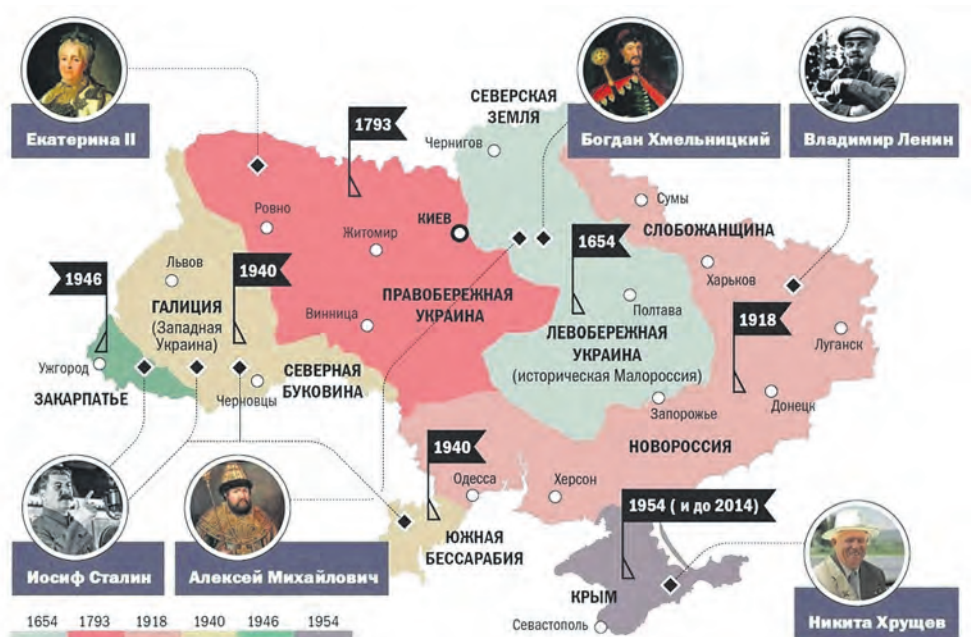 Екатерина II
Богдан Хмельницкий
Владимир Ленин
СЕВЕРСКАЯ
ЗЕМЛЯ
1793
Чернигов
Сумы
Ровно
КИЕВ
СЛОБОЖАНЩИНА
Житомир
1654
Львов
1940
1946
Харьков
ГАЛИЦИЯ
(Западная
Украина)
ПРАВОБЕРЕЖНАЯ
УКРАИНА
Полтава
1918
Винница
ЛЕВОБЕРЕЖНАЯ
УКРАИНА
(историческая Малороссия)
Луганск
Ужгород
СЕВЕРНАЯ
БУКОВИНА
ЗАКАРПАТЬЕ
Черновцы
Запорожье
Донецк
1940
НОВОРОССИЯ
Одесса
Херсон
1954 ( и до 2014)
ЮЖНАЯ
БЕССАРАБИЯ
Иосиф Сталин
Алексей Михайлович
КРЫМ
Никита Хрущев
Севастополь
1654 1793 1918 1940 1946 1954